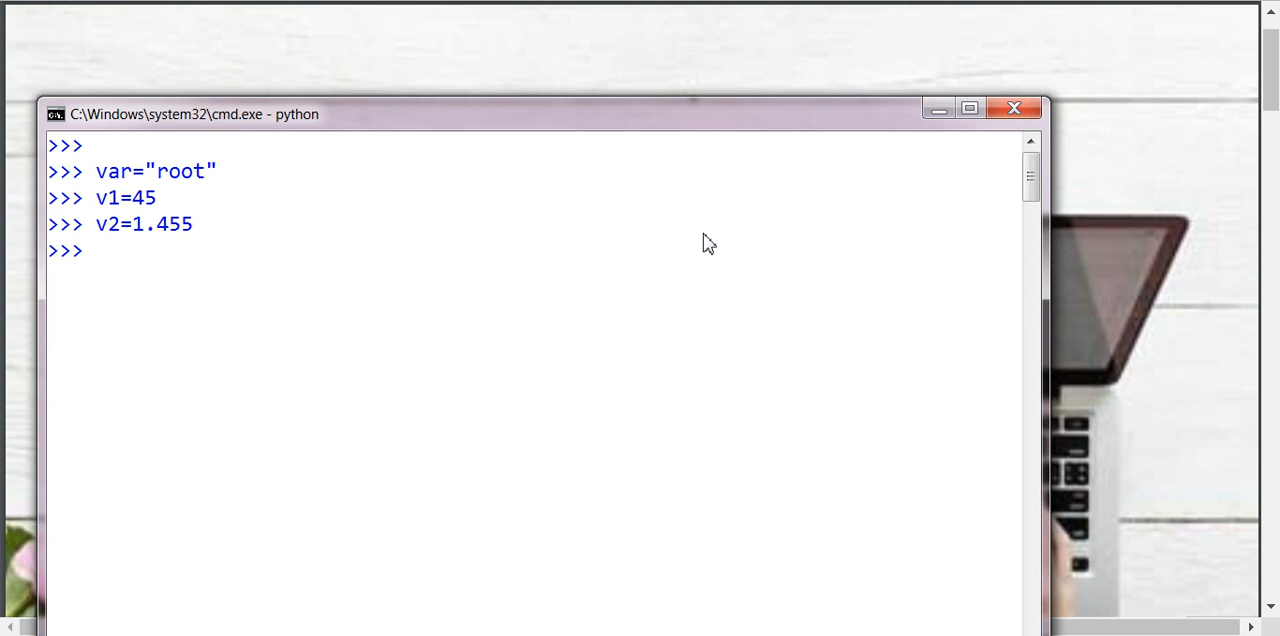 C:\Windows\system32\cmd.exe - python
>>>
>>> var="root"
>>> v1=45
>>> v2=1.455
>>>